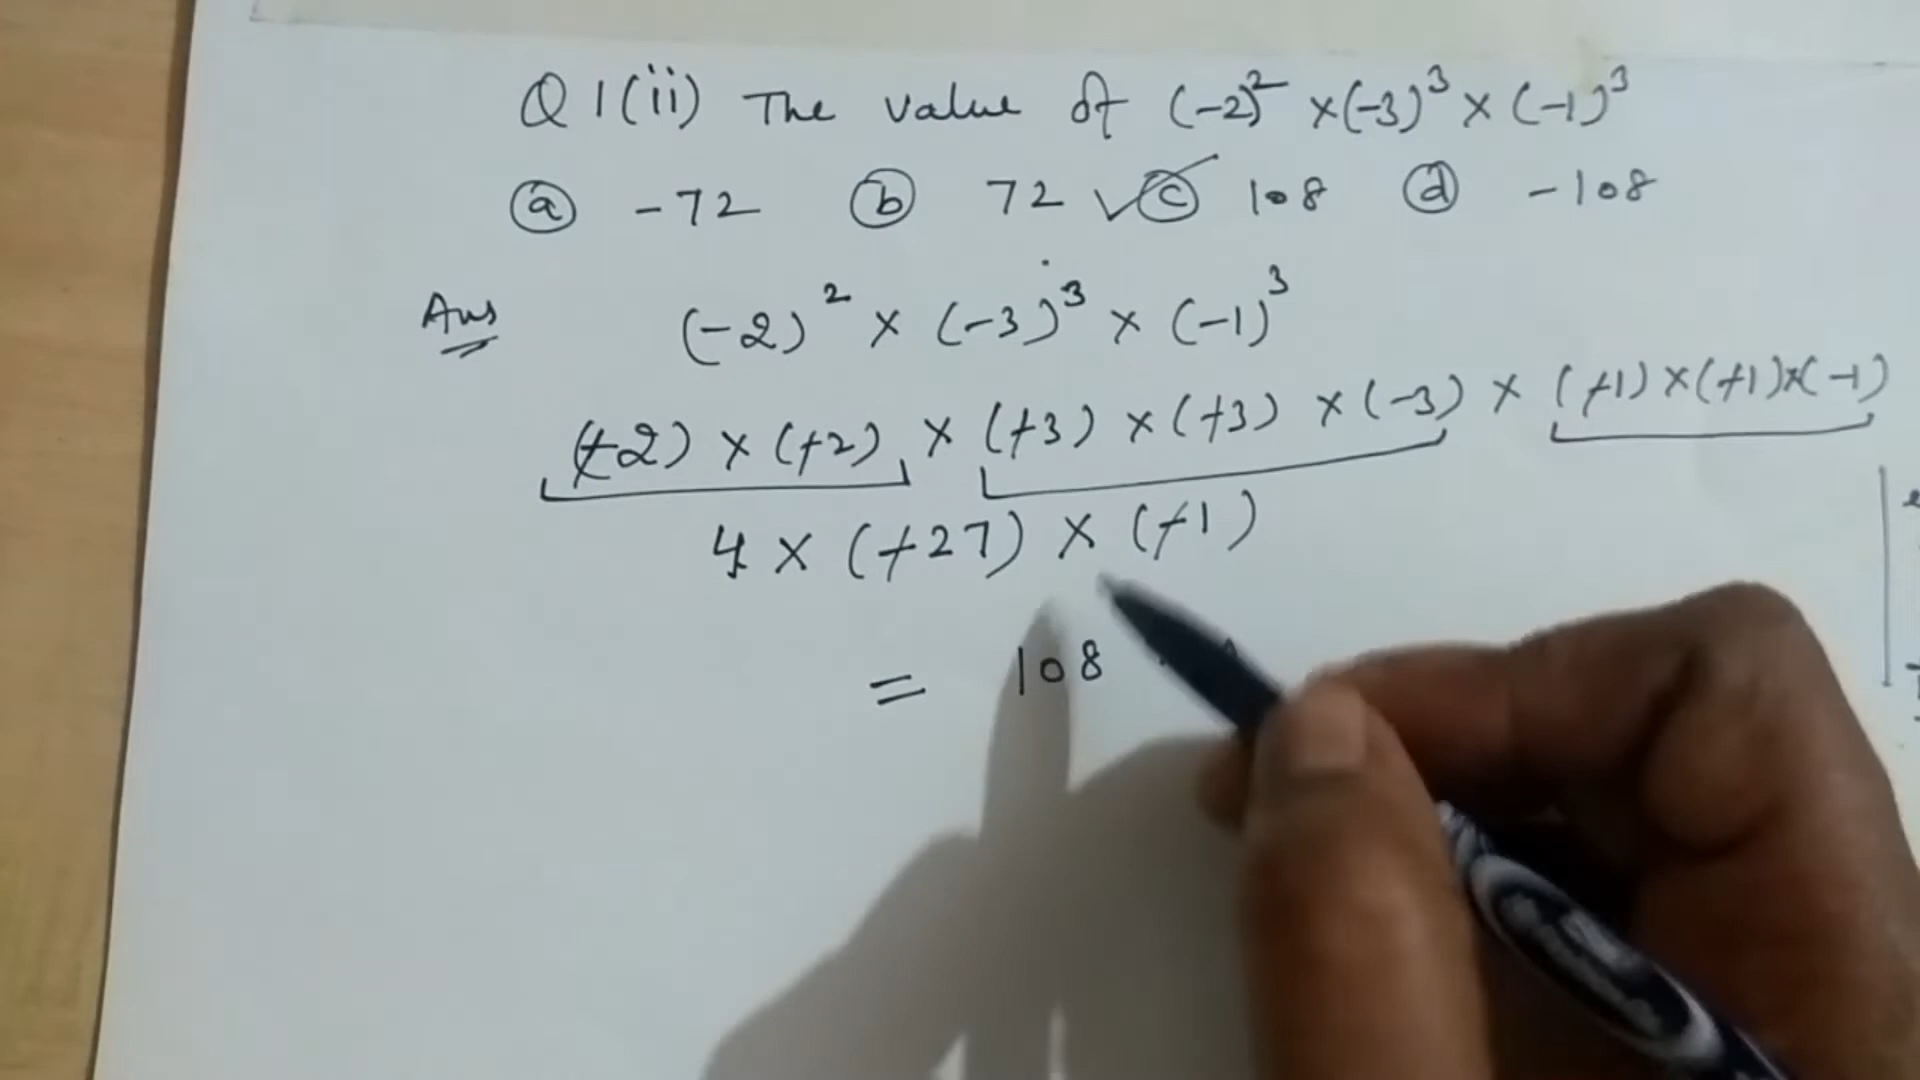 Q 1(ii) The value of (-2)² × (-3)³ × (-1)³
ⓐ -72 ⓑ 72 ✓ⓒ 108 ⓓ -108
Ans (-2)² × (-3)³ × (-1)³
(+2) × (+2) × (+3) × (+3) × (-3) × (+1) × (+1) × (-1)
4 × (+27) × (+1)
= 108